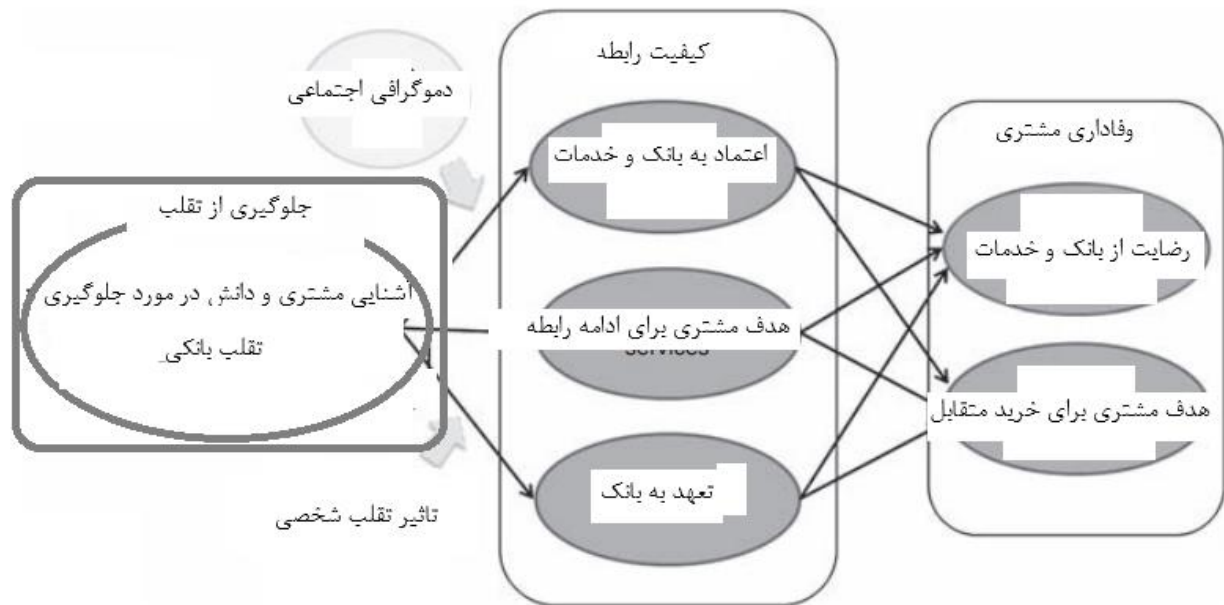 کیفیت رابطه
دموگرافی اجتماعی
وفاداری مشتری
اعتماد به بانک و خدمات
جلوگیری از تقلب
رضایت از بانک و خدمات
آشنایی مشتری و دانش در مورد جلوگیری
تقلب بانکی
هدف مشتری برای ادامه رابطه
services
هدف مشتری برای خرید متقابل
تعهد به بانک
تاثیر تقلب شخصی